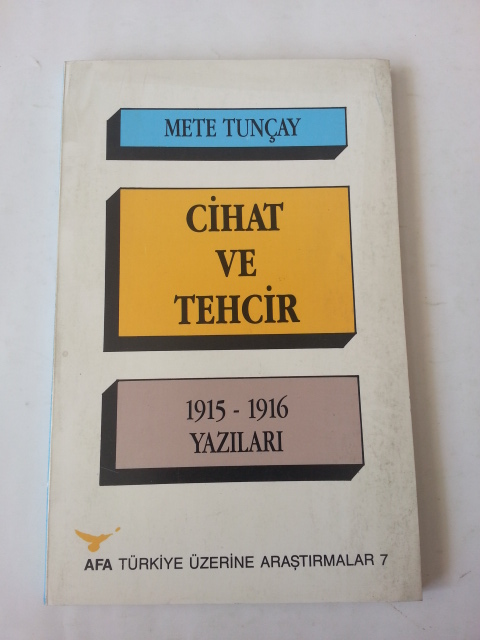 METE TUNÇAY
CİHAT
VE
TEHCİR
1915 - 1916
YAZILARI
AFA TÜRKİYE ÜZERİNE ARAŞTIRMALAR 7